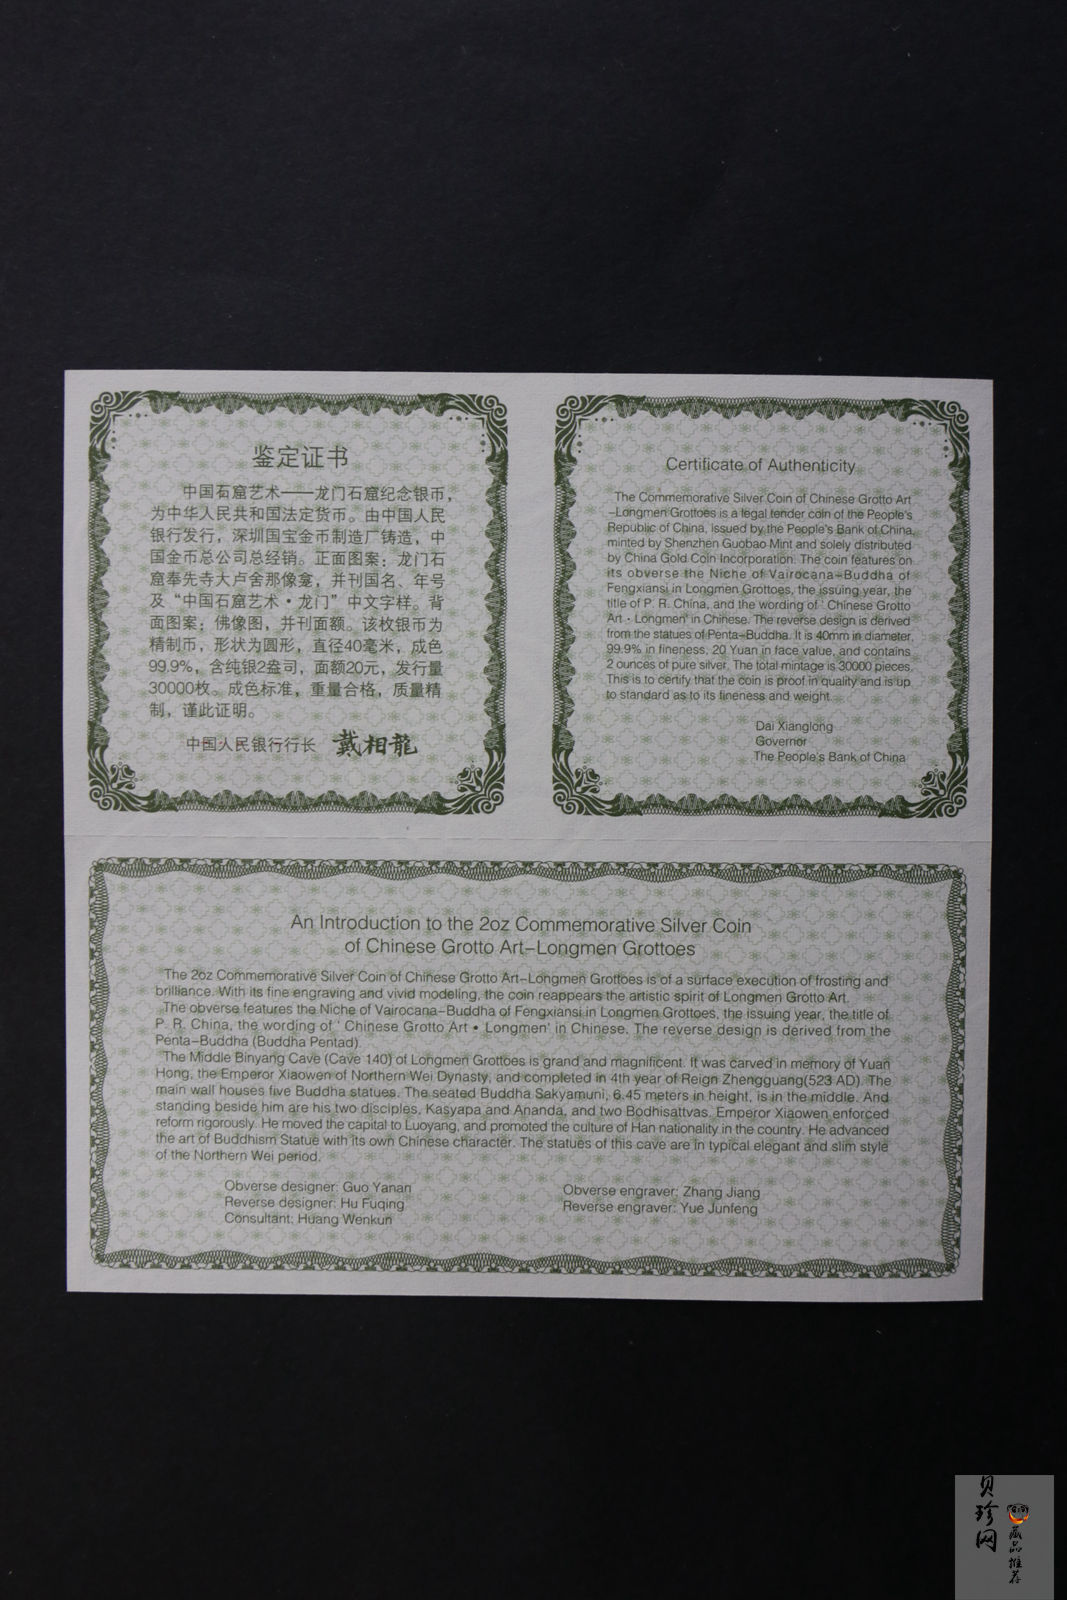 鉴定证书
中国石窟艺术——龙门石窟纪念银币，
为中华人民共和国法定货币。由中国人民
银行发行，深圳国宝金币制造厂铸造，中
国金币总公司总经销。正面图案：龙门石
窟奉先寺大卢舍那像龛，并刊国名、年号
及“中国石窟艺术·龙门”中文字样。背
面图案：佛像图，并刊面额。该枚银币为
精制币，形状为圆形，直径40毫米，成色
99.9%，含纯银2盎司，面额20元，发行量
30000枚。成色标准，重量合格，质量精
制，谨此证明。
中国人民银行行长 戴相龍
Certificate of Authenticity
The Commemorative Silver Coin of Chinese Grotto Art
-Longmen Grottoes is a legal tender coin of the People's
Republic of China, issued by the People's Bank of China,
minted by Shenzhen Guobao Mint and solely distributed
by China Gold Coin Incorporation. The coin features on
its obverse the Niche of Vairocana-Buddha of
Fengxiansi in Longmen Grottoes, the issuing year, the
title of P. R. China, and the wording of ' Chinese Grotto
Art · Longmen' in Chinese. The reverse design is derived
from the statues of Penta-Buddha. It is 40mm in diameter,
99.9% in fineness, 20 Yuan in face value, and contains
2 ounces of pure silver. The total mintage is 30000 pieces.
This is to certify that the coin is proof in quality and is up
to standard as to its fineness and weight.
Dai Xianglong
Governor
The People's Bank of China
An Introduction to the 2oz Commemorative Silver Coin
of Chinese Grotto Art-Longmen Grottoes
The 2oz Commemorative Silver Coin of Chinese Grotto Art-Longmen Grottoes is of a surface execution of frosting and
brilliance. With its fine engraving and vivid modeling, the coin reappears the artistic spirit of Longmen Grotto Art.
The obverse features the Niche of Vairocana-Buddha of Fengxiansi in Longmen Grottoes, the issuing year, the title of
P. R. China, the wording of ' Chinese Grotto Art • Longmen' in Chinese. The reverse design is derived from the
Penta-Buddha (Buddha Pentad).
The Middle Binyang Cave (Cave 140) of Longmen Grottoes is grand and magnificent. It was carved in memory of Yuan
Hong, the Emperor Xiaowen of Northern Wei Dynasty, and completed in 4th year of Reign Zhengguang(523 AD). The
main wall houses five Buddha statues. The seated Buddha Sakyamuni, 6.45 meters in height, is in the middle. And
standing beside him are his two disciples, Kasyapa and Ananda, and two Bodhisattvas. Emperor Xiaowen enforced
reform rigorously. He moved the capital to Luoyang, and promoted the culture of Han nationality in the country. He advanced
the art of Buddhism Statue with its own Chinese character. The statues of this cave are in typical elegant and slim style
of the Northern Wei period.
Obverse designer: Guo Yanan
Reverse designer: Hu Fuqing
Consultant: Huang Wenkun
Obverse engraver: Zhang Jiang
Reverse engraver: Yue Junfeng
贝珍网
藏品推荐